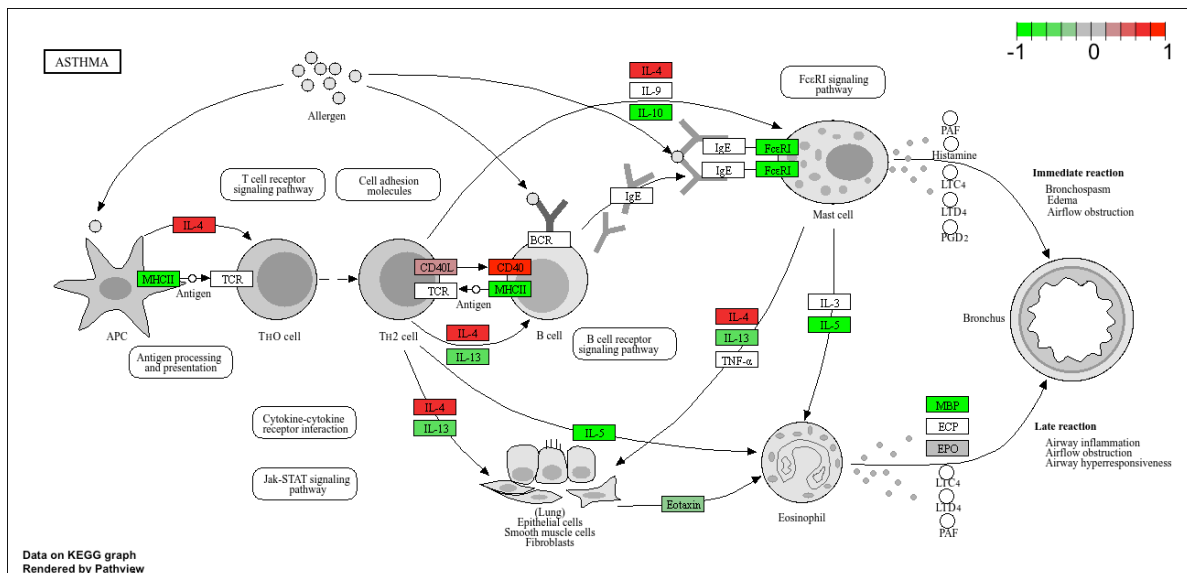 ASTHMA
-1 0 1
Allergen
IL-4
IL-9
IL-10
FcεRI signaling
pathway
T cell receptor
signaling pathway
Cell adhesion
molecules
IgE
IgE
FcεRI
FcεRI
IgE
Mast cell
PAF
Histamine
LTC4
LTD4
PGD2
Immediate reaction
Bronchospasm
Edema
Airflow obstruction
IL-4
MHCII
Antigen
TCR
APC
TH0 cell
CD40L
CD40
BCR
TCR
MHCII
Antigen
TH2 cell
B cell
IL-4
IL-13
B cell receptor
signaling pathway
IL-4
IL-13
TNF-α
IL-3
IL-5
Bronchus
Antigen processing
and presentation
Cytokine-cytokine
receptor interaction
Jak-STAT signaling
pathway
IL-4
IL-13
IL-5
(Lung)
Epithelial cells
Smooth muscle cells
Fibroblasts
Eotaxin
Eosinophil
MBP
ECP
EPO
LTC4
LTD4
PAF
Late reaction
Airway inflammation
Airflow obstruction
Airway hyperresponsiveness
Data on KEGG graph
Rendered by Pathview